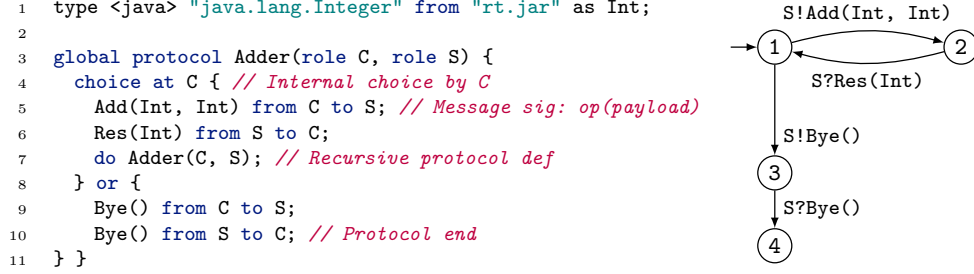 1 type <java> "java.lang.Integer" from "rt.jar" as Int;
2
3 global protocol Adder(role C, role S) {
4 choice at C { // Internal choice by C
5 Add(Int, Int) from C to S; // Message sig: op(payload)
6 Res(Int) from S to C;
7 do Adder(C, S); // Recursive protocol def
8 } or {
9 Bye() from C to S;
10 Bye() from S to C; // Protocol end
11 } }
S!Add(Int, Int)
1
2
S?Res(Int)
S!Bye()
3
S?Bye()
4